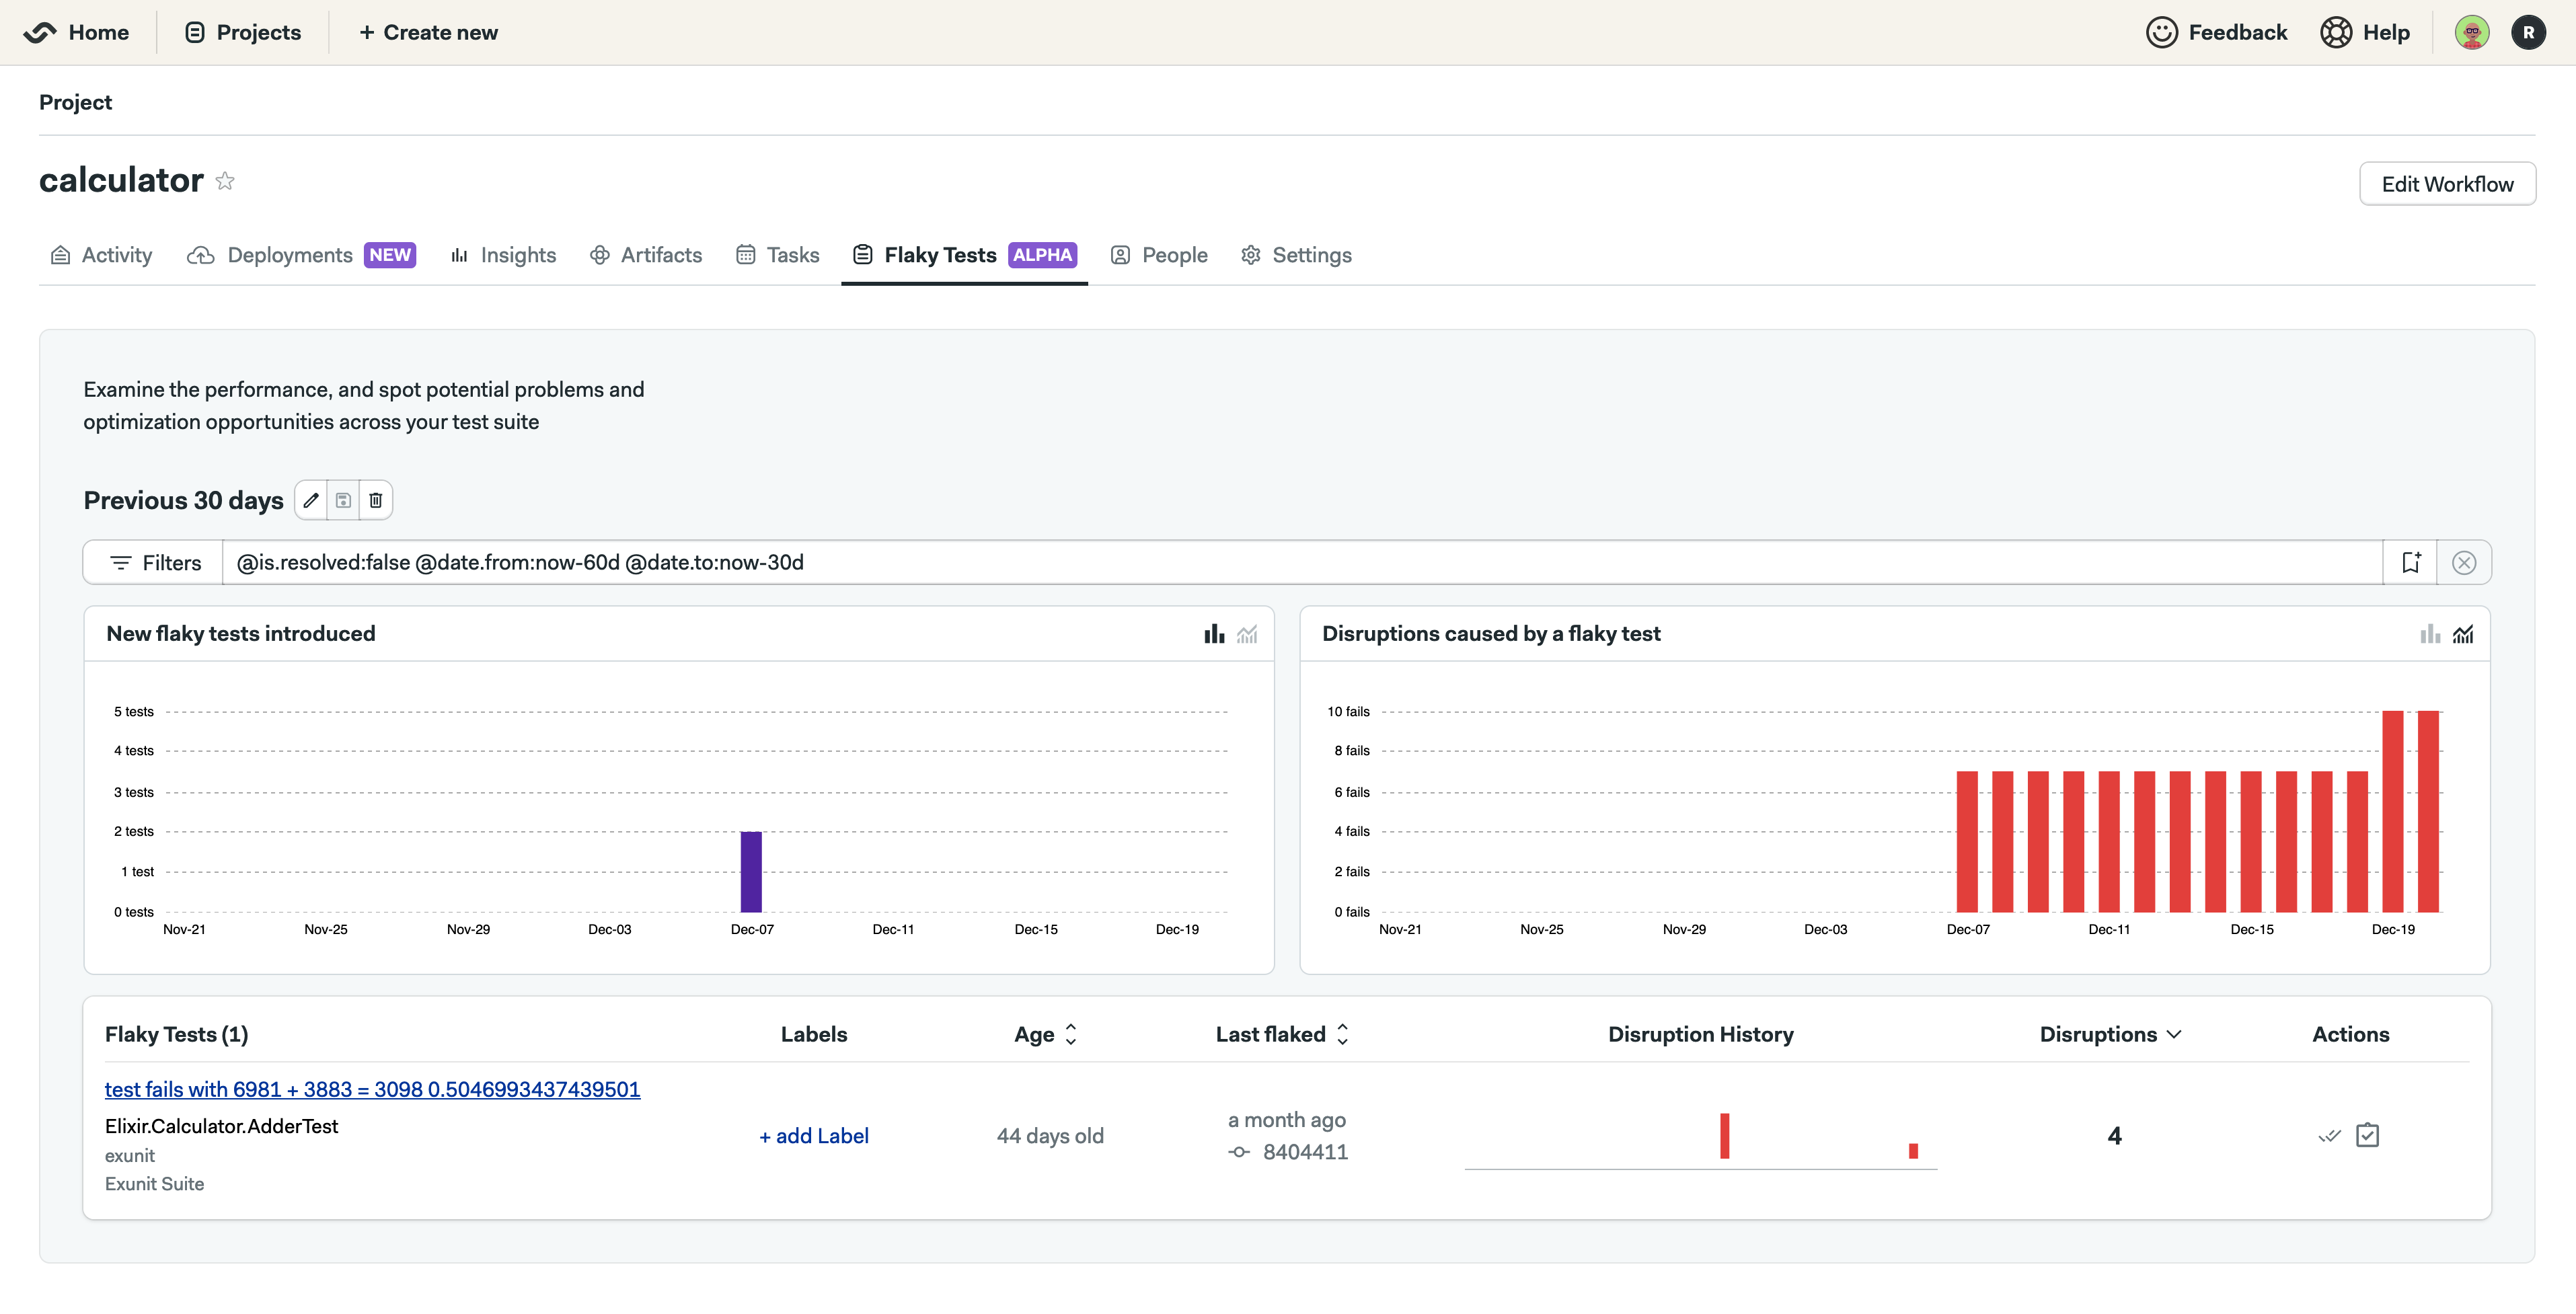 Home
Projects
+ Create new
Feedback
Help
R
Project
calculator
Edit Workflow
Activity
Deployments NEW
Insights
Artifacts
Tasks
Flaky Tests ALPHA
People
Settings
Examine the performance, and spot potential problems and
optimization opportunities across your test suite
Previous 30 days
Filters
@is.resolved:false @date.from:now-60d @date.to:now-30d
New flaky tests introduced
5 tests
4 tests
3 tests
2 tests
1 test
0 tests
Nov-21 Nov-25 Nov-29 Dec-03 Dec-07 Dec-11 Dec-15 Dec-19
Disruptions caused by a flaky test
10 fails
8 fails
6 fails
4 fails
2 fails
0 fails
Nov-21 Nov-25 Nov-29 Dec-03 Dec-07 Dec-11 Dec-15 Dec-19
Flaky Tests (1) Labels Age Last flaked Disruption History Disruptions Actions
test fails with 6981 + 3883 = 3098 0.5046993437439501
Elixir.Calculator.AdderTest
exunit
Exunit Suite
+ add Label
44 days old
a month ago
8404411
4